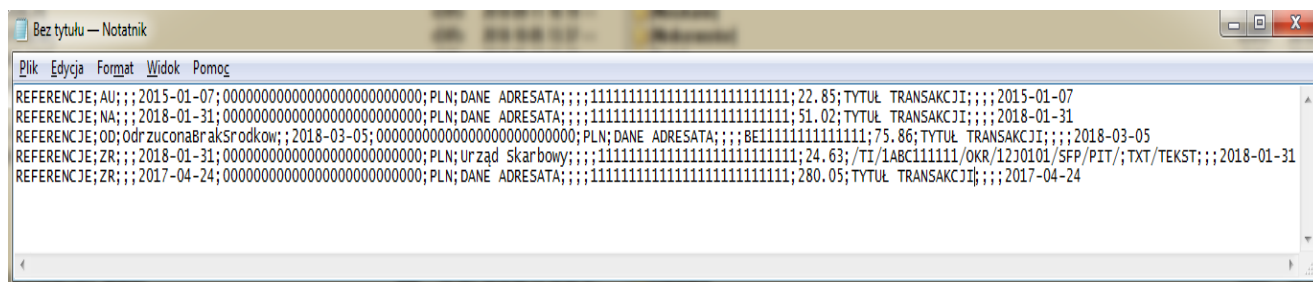 Bez tytułu — Notatnik
Plik Edycja Format Widok Pomoc
REFERENCJE;AU;;;2015-01-07;00000000000000000000000000;PLN;DANE ADRESATA;;;;11111111111111111111111111;22.85;TYTUŁ TRANSAKCJI;;;;2015-01-07
REFERENCJE;NA;;;2018-01-31;00000000000000000000000000;PLN;DANE ADRESATA;;;;11111111111111111111111111;51.02;TYTUŁ TRANSAKCJI;;;;2018-01-31
REFERENCJE;OD;OdrzuconaBrakSrodkow;;2018-03-05;00000000000000000000000000;PLN;DANE ADRESATA;;;;BE11111111111111;75.86;TYTUŁ TRANSAKCJI;;;;2018-03-05
REFERENCJE;ZR;;;2018-01-31;00000000000000000000000000;PLN;Urząd Skarbowy;;;;11111111111111111111111111;24.63;/TI/1ABC111111/OKR/12J0101/SFP/PIT/;TXT/TEKST;;;2018-01-31
REFERENCJE;ZR;;;2017-04-24;00000000000000000000000000;PLN;DANE ADRESATA;;;;11111111111111111111111111;280.05;TYTUŁ TRANSAKCJI;;;;2017-04-24